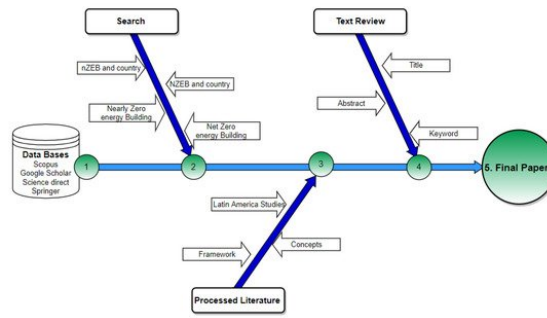 Search
Text Review
nZEB and country
NZEB and country
Nearly Zero
energy Building
Net Zero
energy Building
Title
Abstract
Keyword
Data Bases
Scopus
Google Scholar
Science direct
Springer
1
2
3
4
5. Final Paper
Latin America Studies
Concepts
Framework
Processed Literature